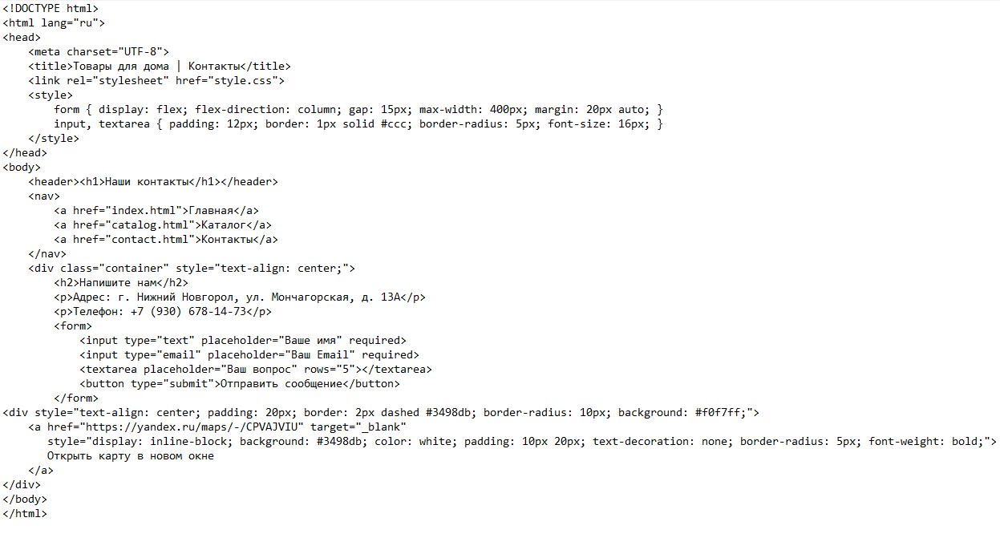 <!DOCTYPE html>
<html lang="ru">
<head>
    <meta charset="UTF-8">
    <title>Товары для дома | Контакты</title>
    <link rel="stylesheet" href="style.css">
    <style>
        form { display: flex; flex-direction: column; gap: 15px; max-width: 400px; margin: 20px auto; }
        input, textarea { padding: 12px; border: 1px solid #ccc; border-radius: 5px; font-size: 16px; }
    </style>
</head>
<body>
    <header><h1>Наши контакты</h1></header>
    <nav>
        <a href="index.html">Главная</a>
        <a href="catalog.html">Каталог</a>
        <a href="contact.html">Контакты</a>
    </nav>
    <div class="container" style="text-align: center;">
        <h2>Напишите нам</h2>
        <p>Адрес: г. Нижний Новгорол, ул. Мончагорская, д. 13А</p>
        <p>Телефон: +7 (930) 678-14-73</p>
        <form>
            <input type="text" placeholder="Ваше имя" required>
            <input type="email" placeholder="Ваш Email" required>
            <textarea placeholder="Ваш вопрос" rows="5"></textarea>
            <button type="submit">Отправить сообщение</button>
        </form>
<div style="text-align: center; padding: 20px; border: 2px dashed #3498db; border-radius: 10px; background: #f0f7ff;">
    <a href="https://yandex.ru/maps/-/CPVAJVIU" target="_blank"
       style="display: inline-block; background: #3498db; color: white; padding: 10px 20px; text-decoration: none; border-radius: 5px; font-weight: bold;">
       Открыть карту в новом окне
    </a>
</div>
</body>
</html>